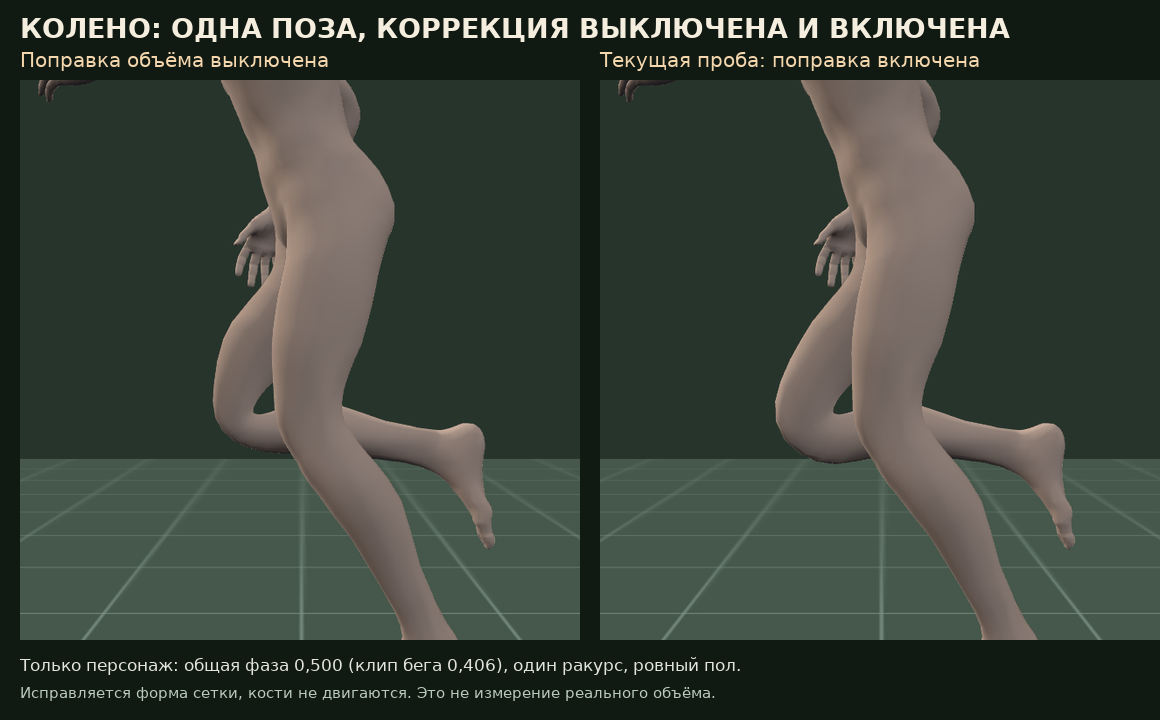 КОЛЕНО: ОДНА ПОЗА, КОРРЕКЦИЯ ВЫКЛЮЧЕНА И ВКЛЮЧЕНА
Поправка объёма выключена
Текущая проба: поправка включена
Только персонаж: общая фаза 0,500 (клип бега 0,406), один ракурс, ровный пол.
Исправляется форма сетки, кости не двигаются. Это не измерение реального объёма.